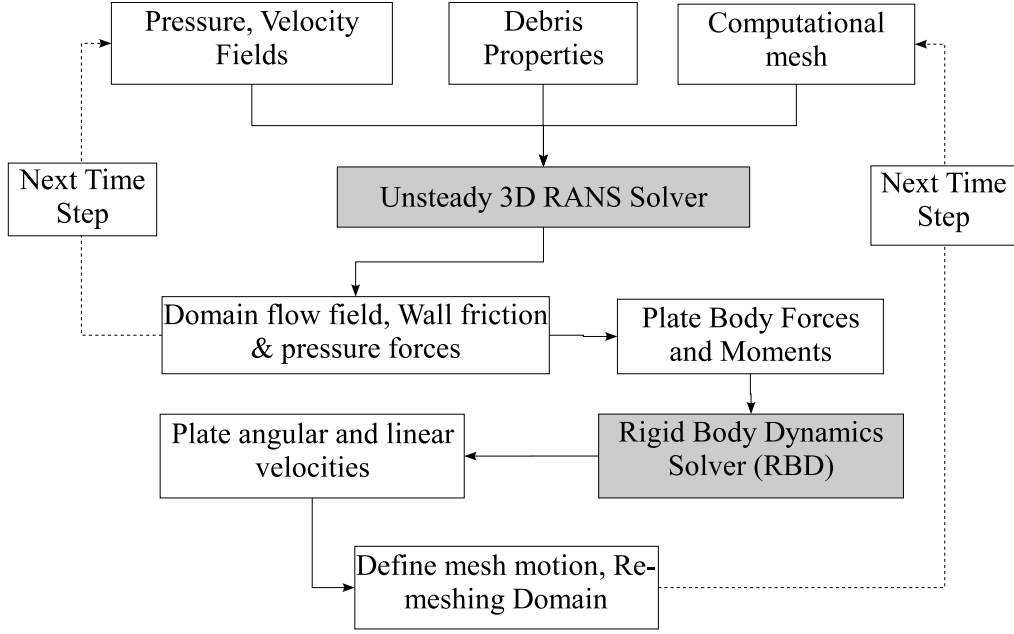 Pressure, Velocity
Fields
Debris
Properties
Computational
mesh
Next Time
Step
Unsteady 3D RANS Solver
Next Time
Step
Domain flow field, Wall friction
& pressure forces
Plate Body Forces
and Moments
Plate angular and linear
velocities
Rigid Body Dynamics
Solver (RBD)
Define mesh motion, Re-
meshing Domain